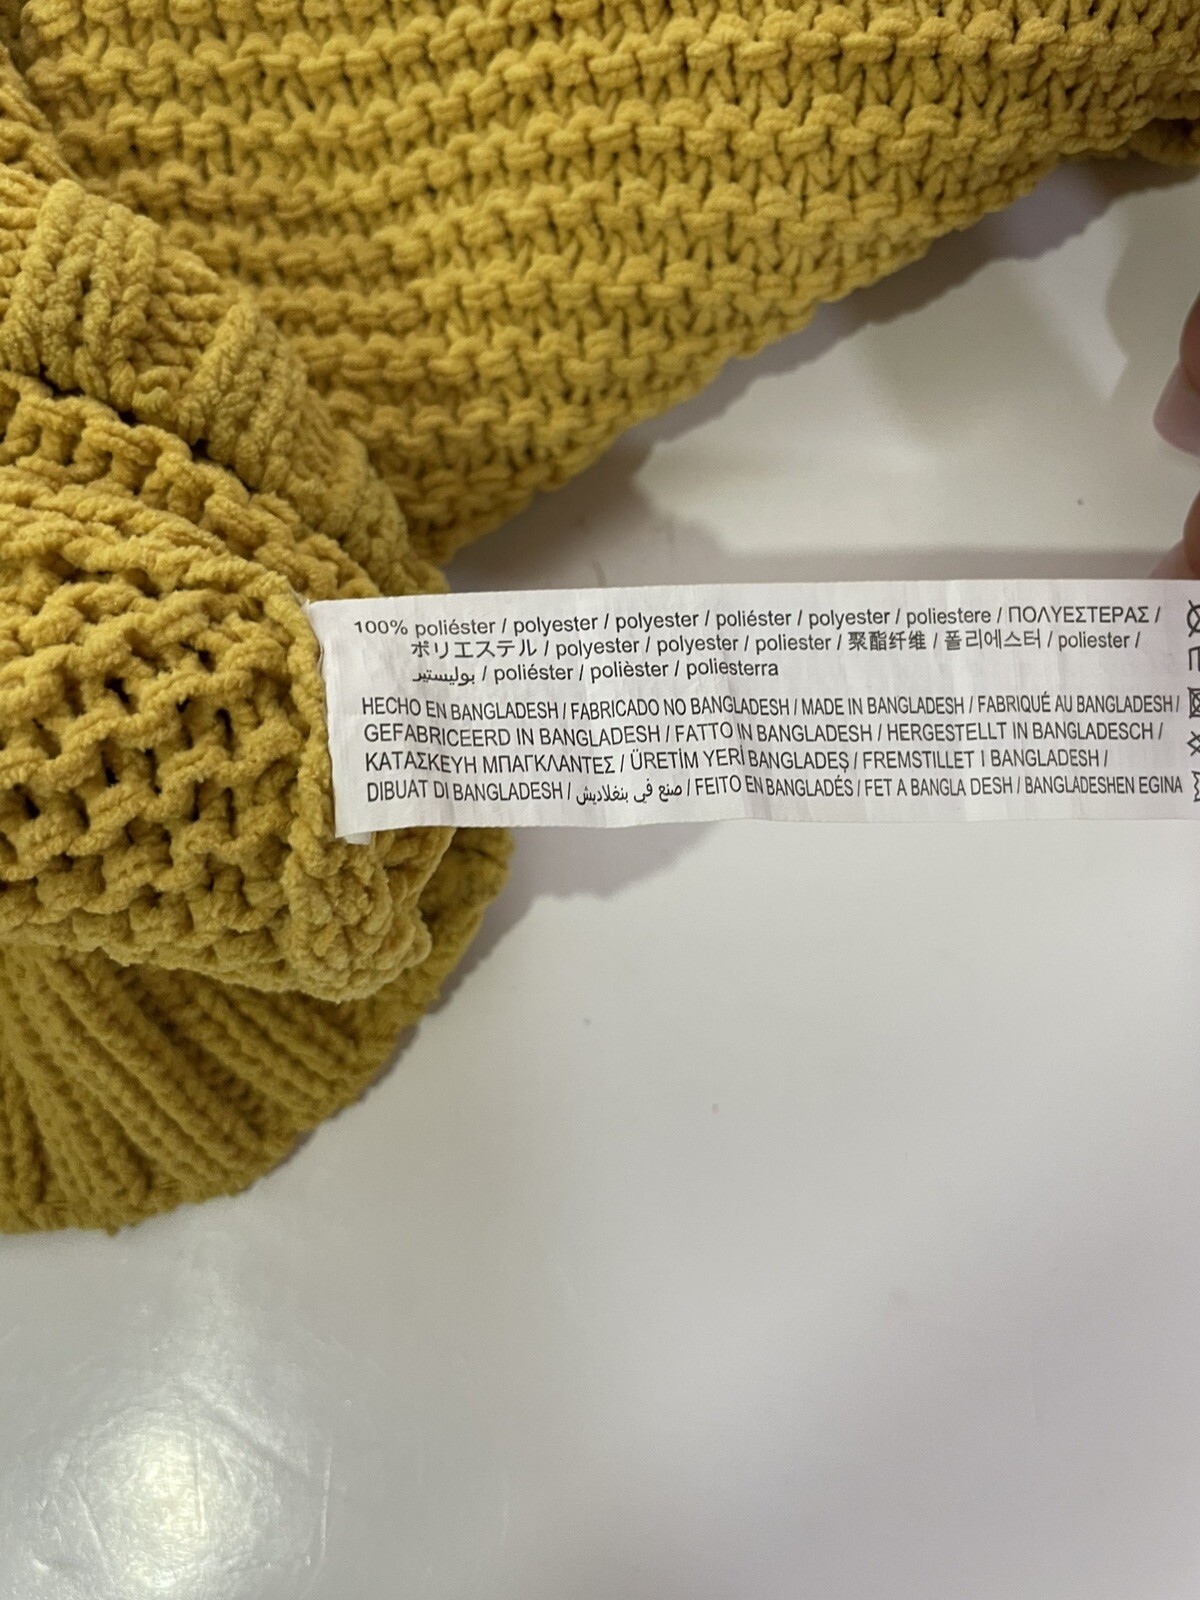 100% poliéster / polyester / polyester / poliéster / polyester / poliestere / ΠΟΛΥΕΣΤΕΡΑΣ /
ポリエステル / polyester / polyester / poliester / 聚酯纤维 / 폴리에스터 / poliester /
بوليستير / poliéster / polièster / poliesterra
HECHO EN BANGLADESH / FABRICADO NO BANGLADESH / MADE IN BANGLADESH / FABRIQUÉ AU BANGLADESH /
GEFABRICEERD IN BANGLADESH / FATTO IN BANGLADESH / HERGESTELLT IN BANGLADESCH /
ΚΑΤΑΣΚΕΥΗ ΜΠΑΓΚΛΑΝΤΕΣ / ÜRETİM YERİ BANGLADEŞ / FREMSTILLET I BANGLADESH /
DIBUAT DI BANGLADESH / صنع في بنغلاديش / FEITO EN BANGLADÉS / FET A BANGLA DESH / BANGLADESHEN EGINA